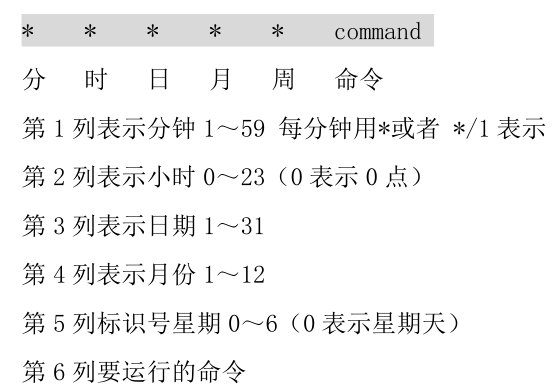 * * * * * command
分 时 日 月 周 命令
第 1 列表示分钟 1～59 每分钟用*或者 */1 表示
第 2 列表示小时 0～23（0 表示 0 点）
第 3 列表示日期 1～31
第 4 列表示月份 1～12
第 5 列标识号星期 0～6（0 表示星期天）
第 6 列要运行的命令